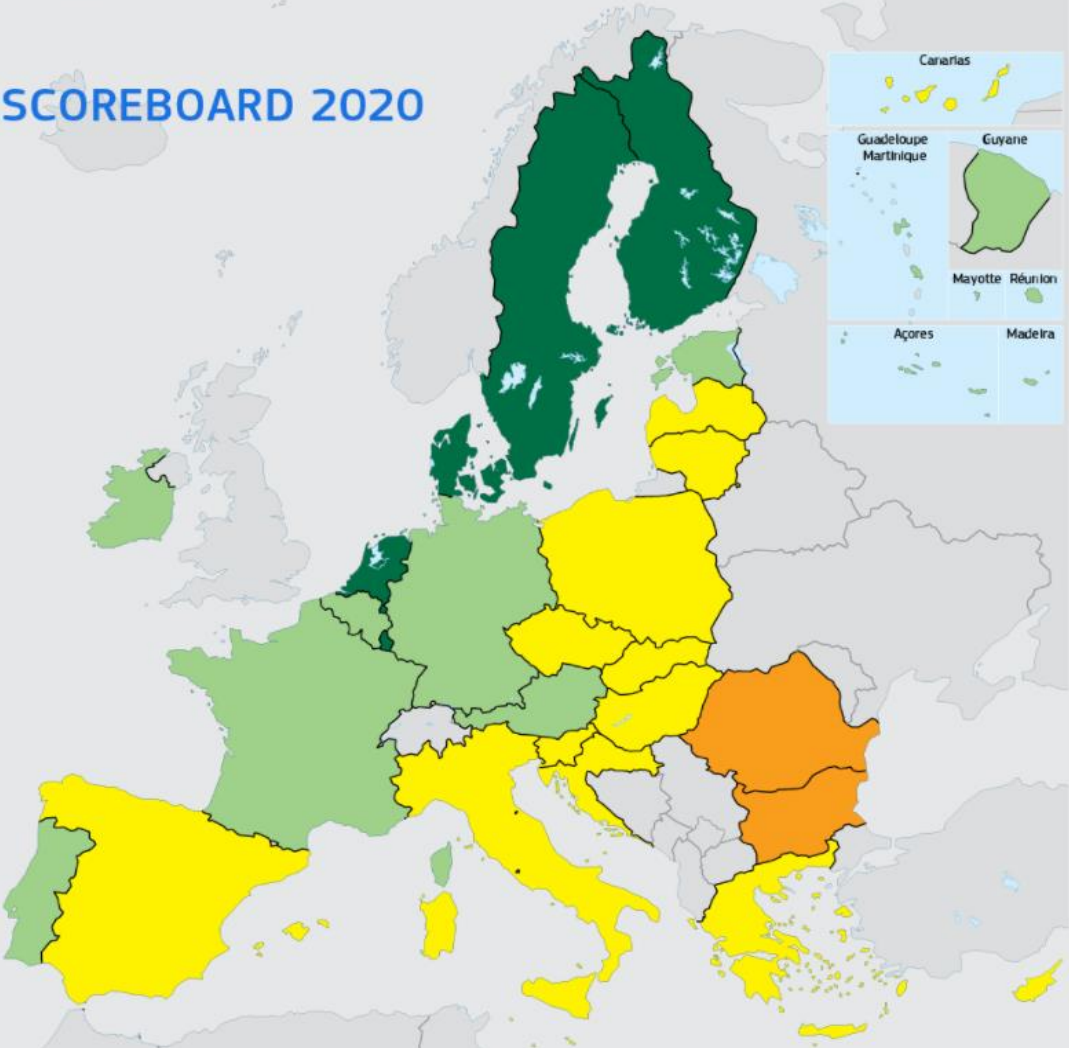 SCOREBOARD 2020
Canarias
Guadeloupe
Martinique
Guyane
Mayotte
Réunion
Açores
Madeira